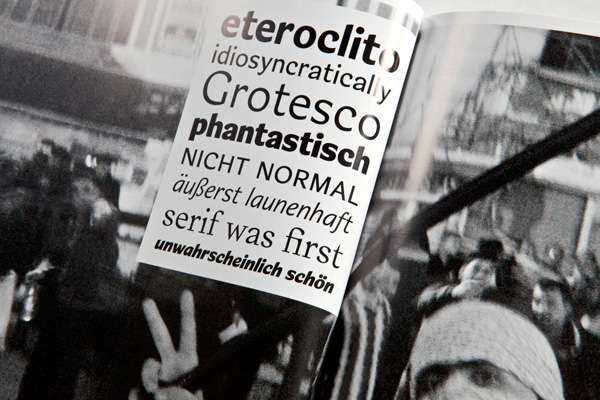 eteroclito
idiosyncratically
Grotesco
phantastisch
NICHT NORMAL
äußerst launenhaft
serif was first
unwahrscheinlich schön